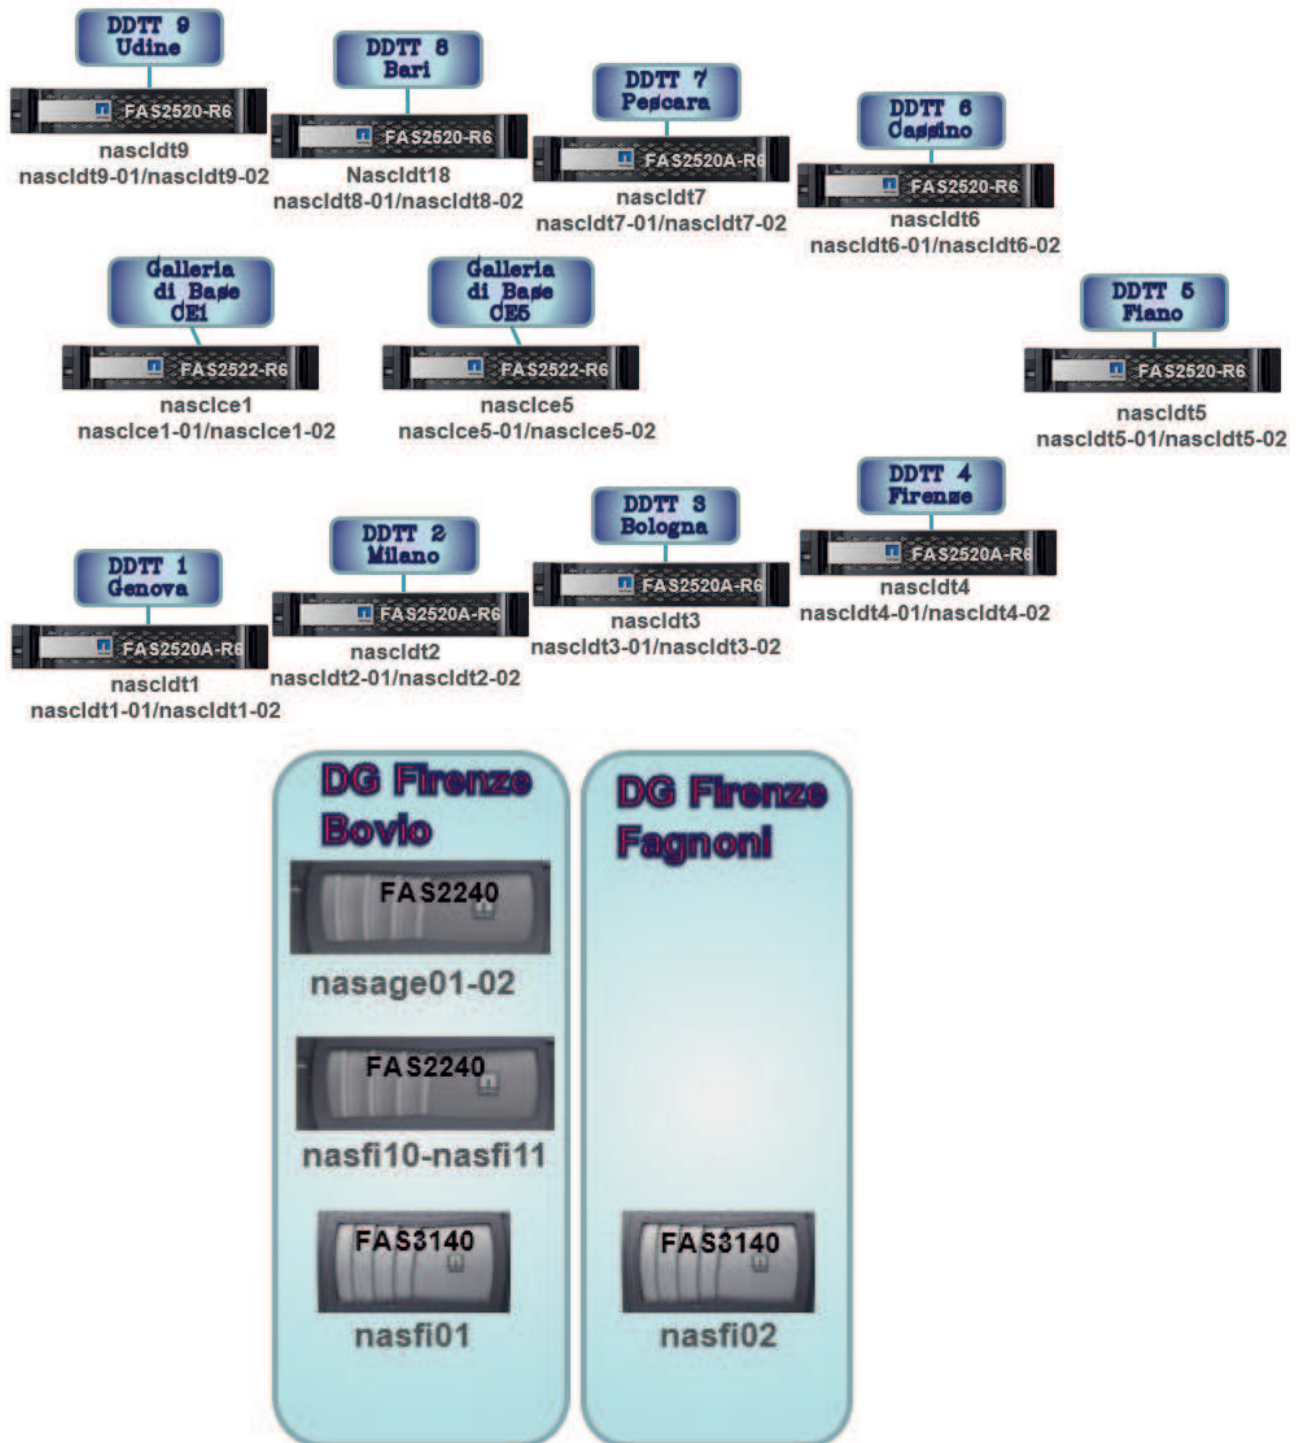 DDTT 9
Udine
FAS2520-R6
nascldt9
nascldt9-01/nascldt9-02
DDTT 8
Bari
FAS2520-R6
Nascldt18
nascldt8-01/nascldt8-02
DDTT 7
Pescara
FAS2520A-R6
nascldt7
nascldt7-01/nascldt7-02
DDTT 6
Cassino
FAS2520-R6
nascldt6
nascldt6-01/nascldt6-02
Galleria
di Base
CE1
FAS2522-R6
nasclce1
nasclce1-01/nasclce1-02
Galleria
di Base
CE5
FAS2522-R6
nasclce5
nasclce5-01/nasclce5-02
DDTT 5
Fiano
FAS2520-R6
nascldt5
nascldt5-01/nascldt5-02
DDTT 1
Genova
FAS2520A-R6
nascldt1
nascldt1-01/nascldt1-02
DDTT 2
Milano
FAS2520A-R6
nascldt2
nascldt2-01/nascldt2-02
DDTT 3
Bologna
FAS2520A-R6
nascldt3
nascldt3-01/nascldt3-02
DDTT 4
Firenze
FAS2520A-R6
nascldt4
nascldt4-01/nascldt4-02
DG Firenze
Bovio
FAS2240
nasage01-02
FAS2240
nasfi10-nasfi11
FAS3140
nasfi01
DG Firenze
Fagnoni
FAS3140
nasfi02